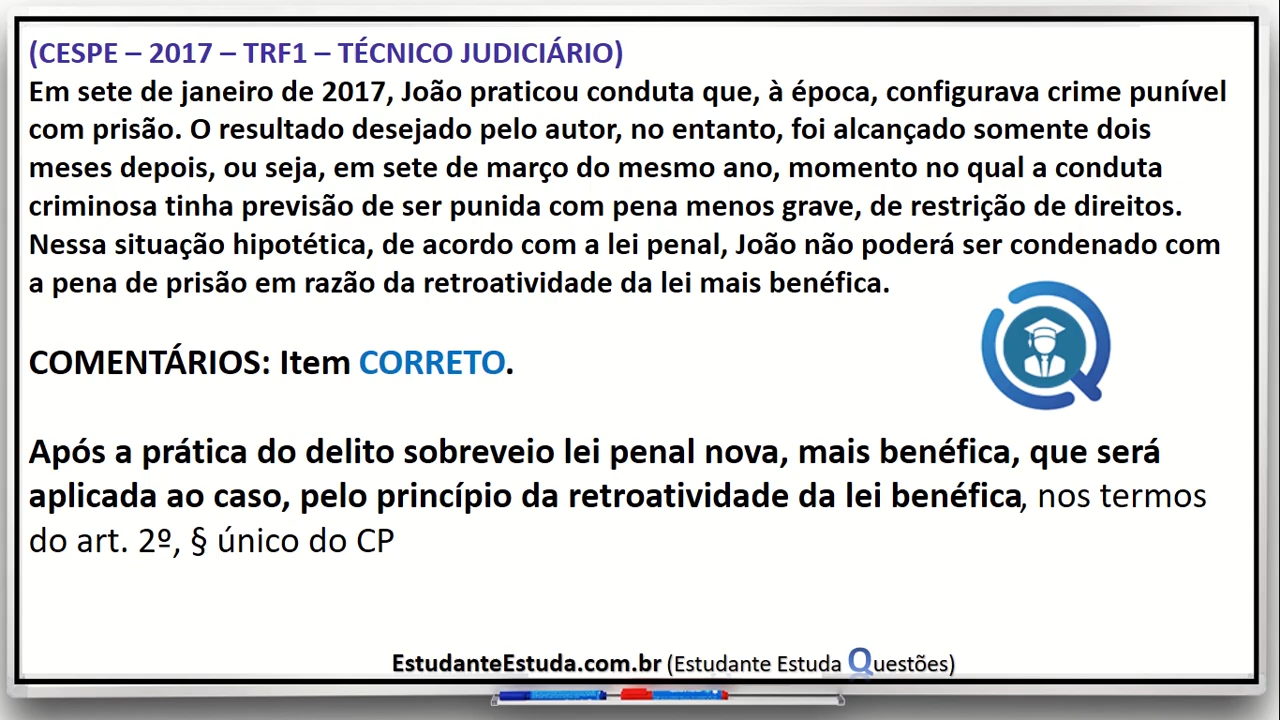 (CESPE – 2017 – TRF1 – TÉCNICO JUDICIÁRIO)
Em sete de janeiro de 2017, João praticou conduta que, à época, configurava crime punível
com prisão. O resultado desejado pelo autor, no entanto, foi alcançado somente dois
meses depois, ou seja, em sete de março do mesmo ano, momento no qual a conduta
criminosa tinha previsão de ser punida com pena menos grave, de restrição de direitos.
Nessa situação hipotética, de acordo com a lei penal, João não poderá ser condenado com
a pena de prisão em razão da retroatividade da lei mais benéfica.
COMENTÁRIOS: Item CORRETO.
Após a prática do delito sobreveio lei penal nova, mais benéfica, que será
aplicada ao caso, pelo princípio da retroatividade da lei benéfica, nos termos
do art. 2º, § único do CP
EstudanteEstuda.com.br (Estudante Estuda Questões)